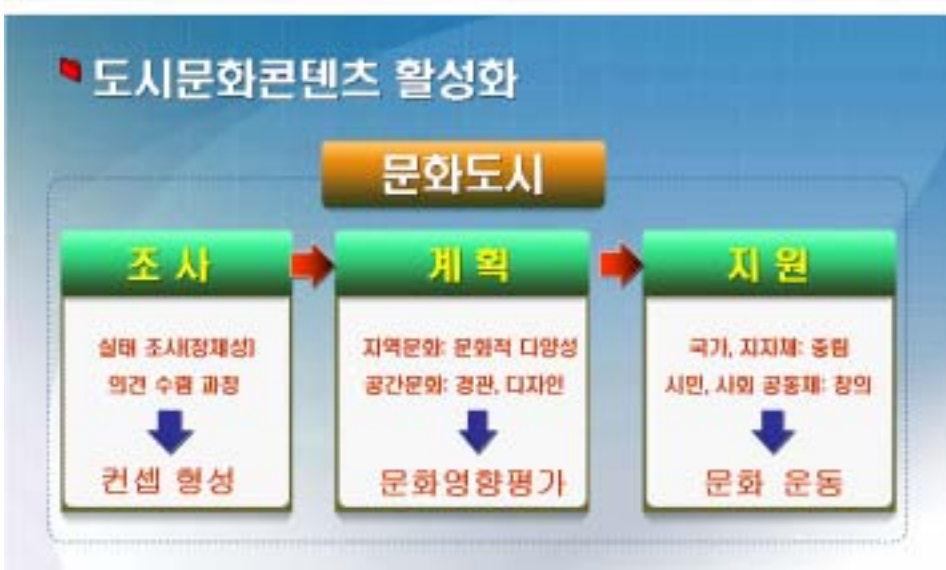 도시문화콘텐츠 활성화
문화도시
조 사
실태 조사(정체성)
의견 수렴 과정
컨셉 형성
계 획
지역문화: 문화적 다양성
공간문화: 경관, 디자인
문화영향평가
지 원
국가, 지자체: 중립
시민, 사회 공동체: 창의
문화 운동